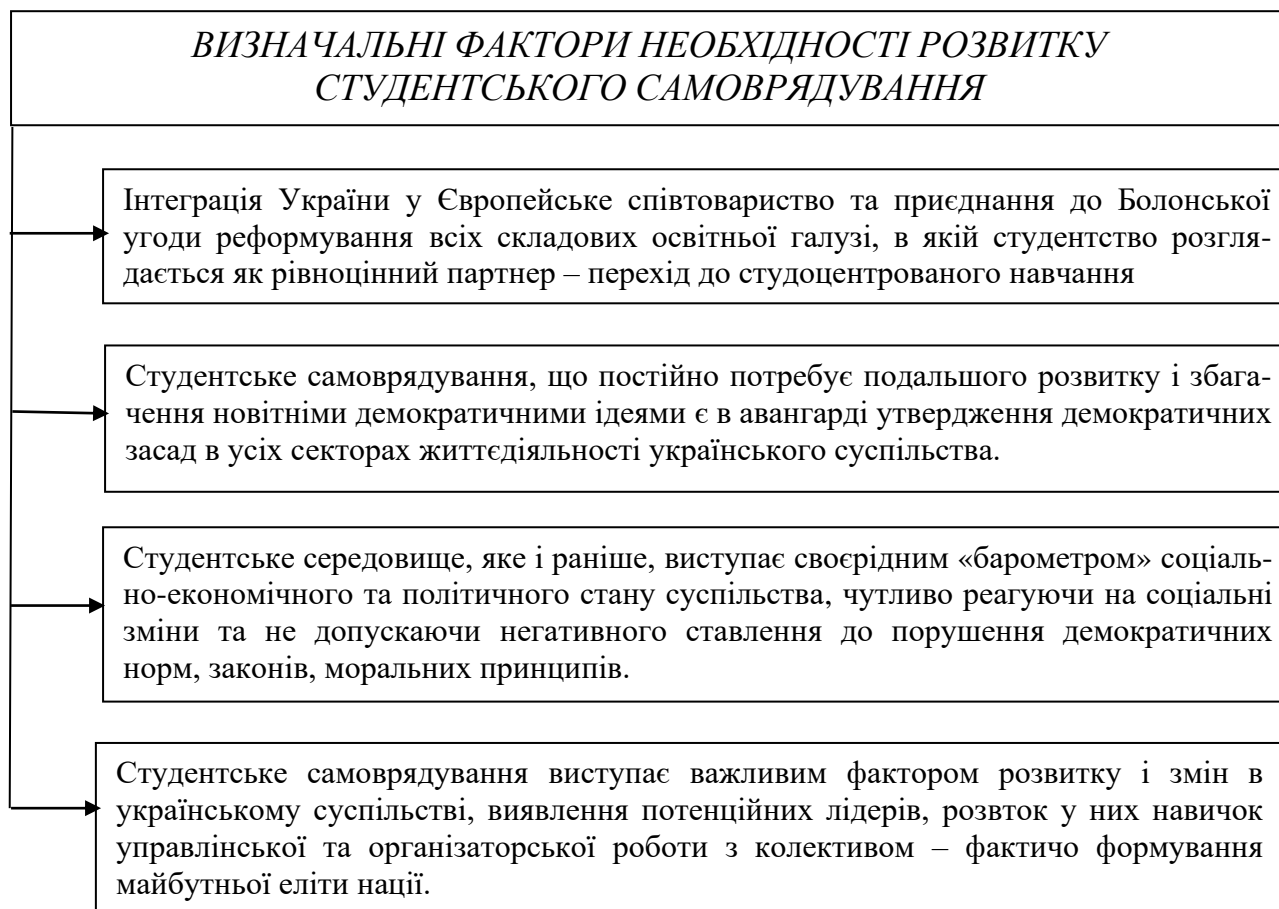 ВИЗНАЧАЛЬНІ ФАКТОРИ НЕОБХІДНОСТІ РОЗВИТКУ
СТУДЕНТСЬКОГО САМОВРЯДУВАННЯ
Інтеграція України у Європейське співтовариство та приєднання до Болонської
угоди реформування всіх складових освітньої галузі, в якій студентство розгля-
дається як рівноцінний партнер – перехід до студоцентрованого навчання
Студентське самоврядування, що постійно потребує подальшого розвитку і збага-
чення новітніми демократичними ідеями є в авангарді утвердження демократичних
засад в усіх секторах життєдіяльності українського суспільства.
Студентське середовище, яке і раніше, виступає своєрідним «барометром» соціаль-
но-економічного та політичного стану суспільства, чутливо реагуючи на соціальні
зміни та не допускаючи негативного ставлення до порушення демократичних
норм, законів, моральних принципів.
Студентське самоврядування виступає важливим фактором розвитку і змін в
українському суспільстві, виявлення потенційних лідерів, розвток у них навичок
управлінської та організаторської роботи з колективом – фактичо формування
майбутньої еліти нації.